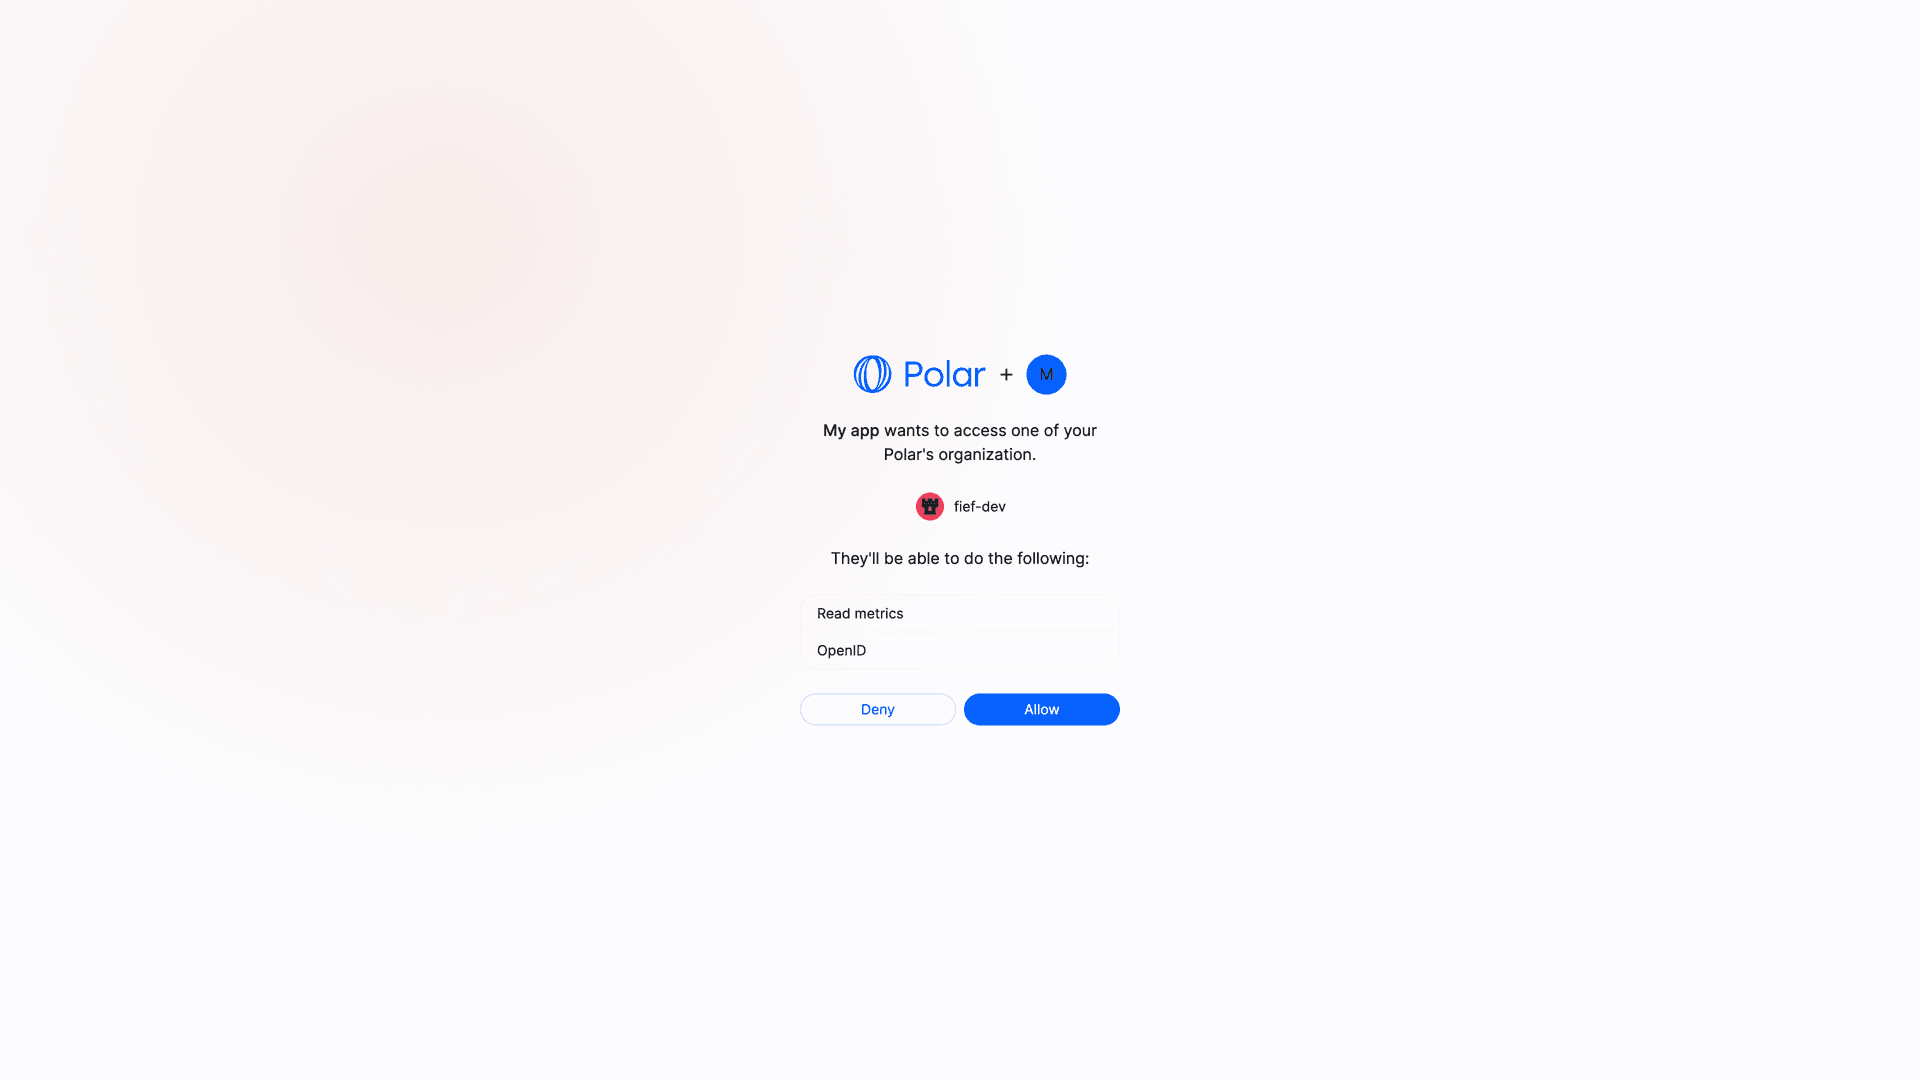 Polar + M
My app wants to access one of your
Polar's organization.
fief-dev
They'll be able to do the following:
Read metrics
OpenID
Deny Allow